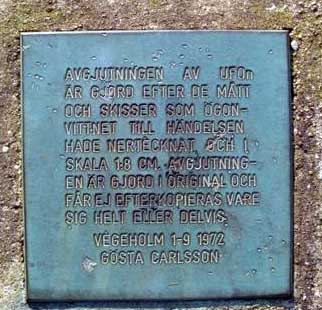 AVGJUTNINGEN AV UFOn
ÄR GJORD EFTER DE MÅTT
OCH SKISSER SOM ÖGON-
VITTNET TILL HÄNDELSEN
HADE NERTECKNAT, OCH I
SKALA 1:8 CM. AVGJUTNING-
EN ÄR GJORD I ORIGINAL OCH
FÅR EJ EFTERKOPIERAS VARE
SIG HELT ELLER DELVIS.
VEGEHOLM 1-9 1972
GÖSTA CARLSSON